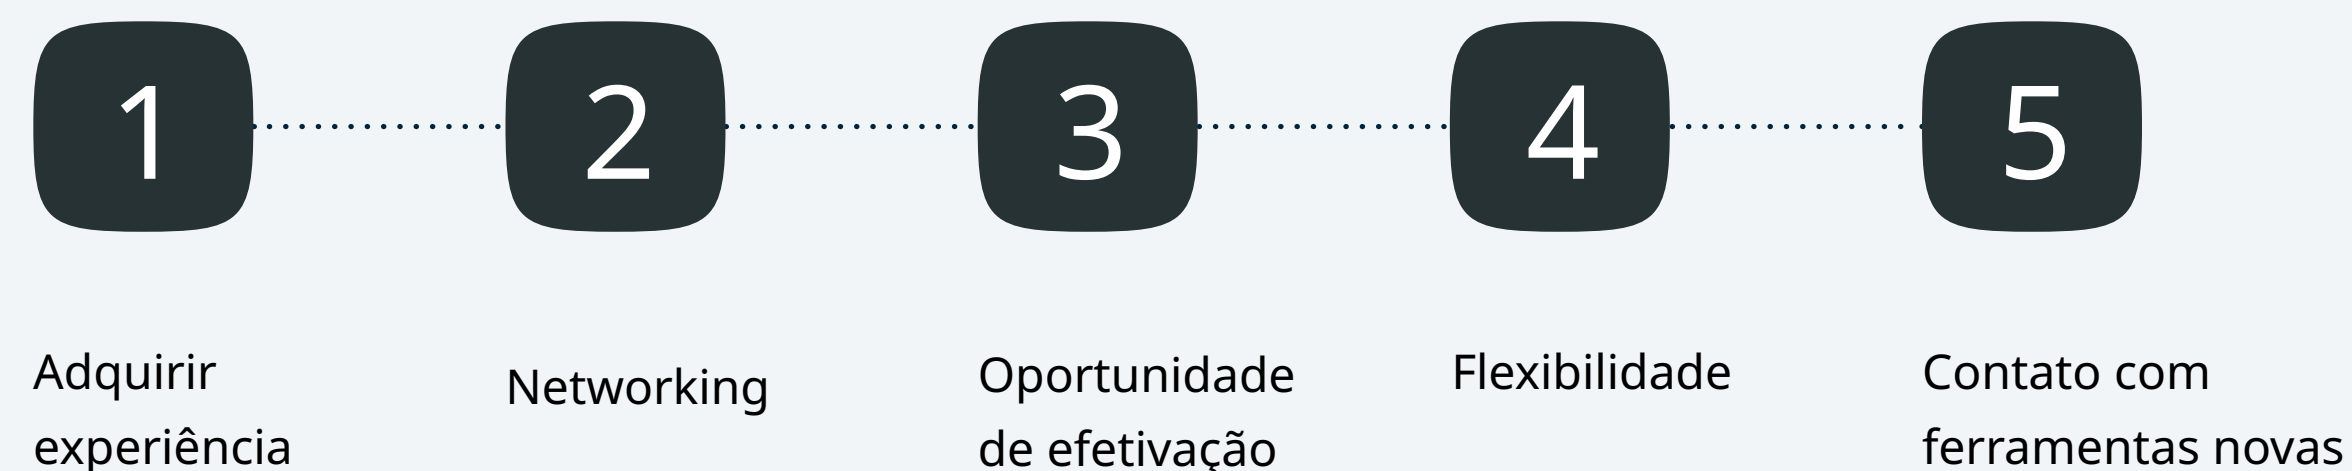 1
2
3
4
5
Adquirir
experiência
Networking
Oportunidade
de efetivação
Flexibilidade
Contato com
ferramentas novas